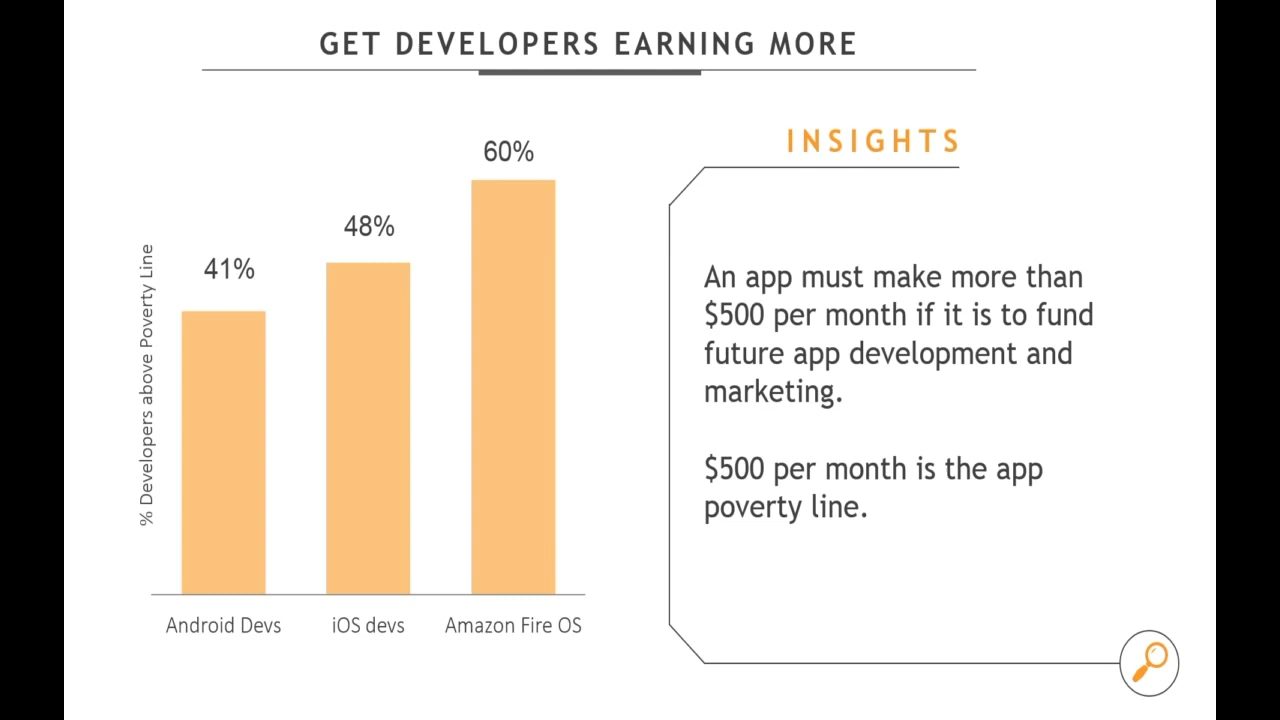 GET DEVELOPERS EARNING MORE
% Developers above Poverty Line
41%
48%
60%
Android Devs
iOS devs
Amazon Fire OS
INSIGHTS
An app must make more than
$500 per month if it is to fund
future app development and
marketing.
$500 per month is the app
poverty line.